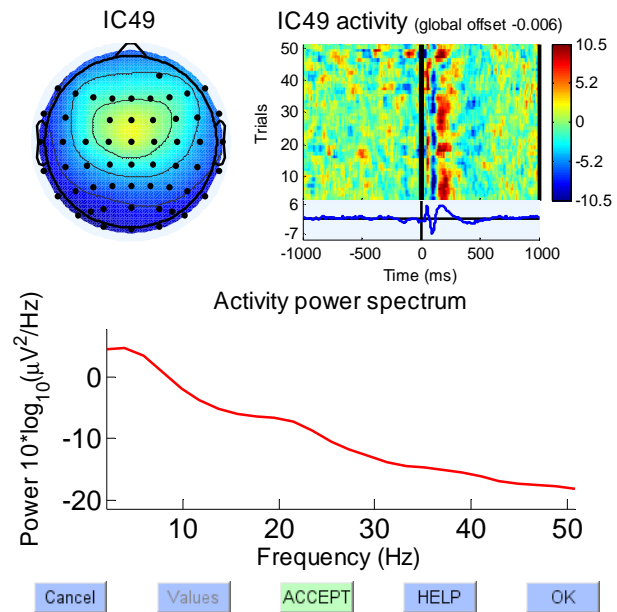 IC49
IC49 activity (global offset -0.006)
Trials
50
40
30
20
10
10.5
5.2
0
-5.2
-10.5
6
-7
-1000 -500 0 500 1000
Time (ms)
Activity power spectrum
Power 10*log10(μV2/Hz)
0
-10
-20
10 20 30 40 50
Frequency (Hz)
Cancel Values ACCEPT HELP OK